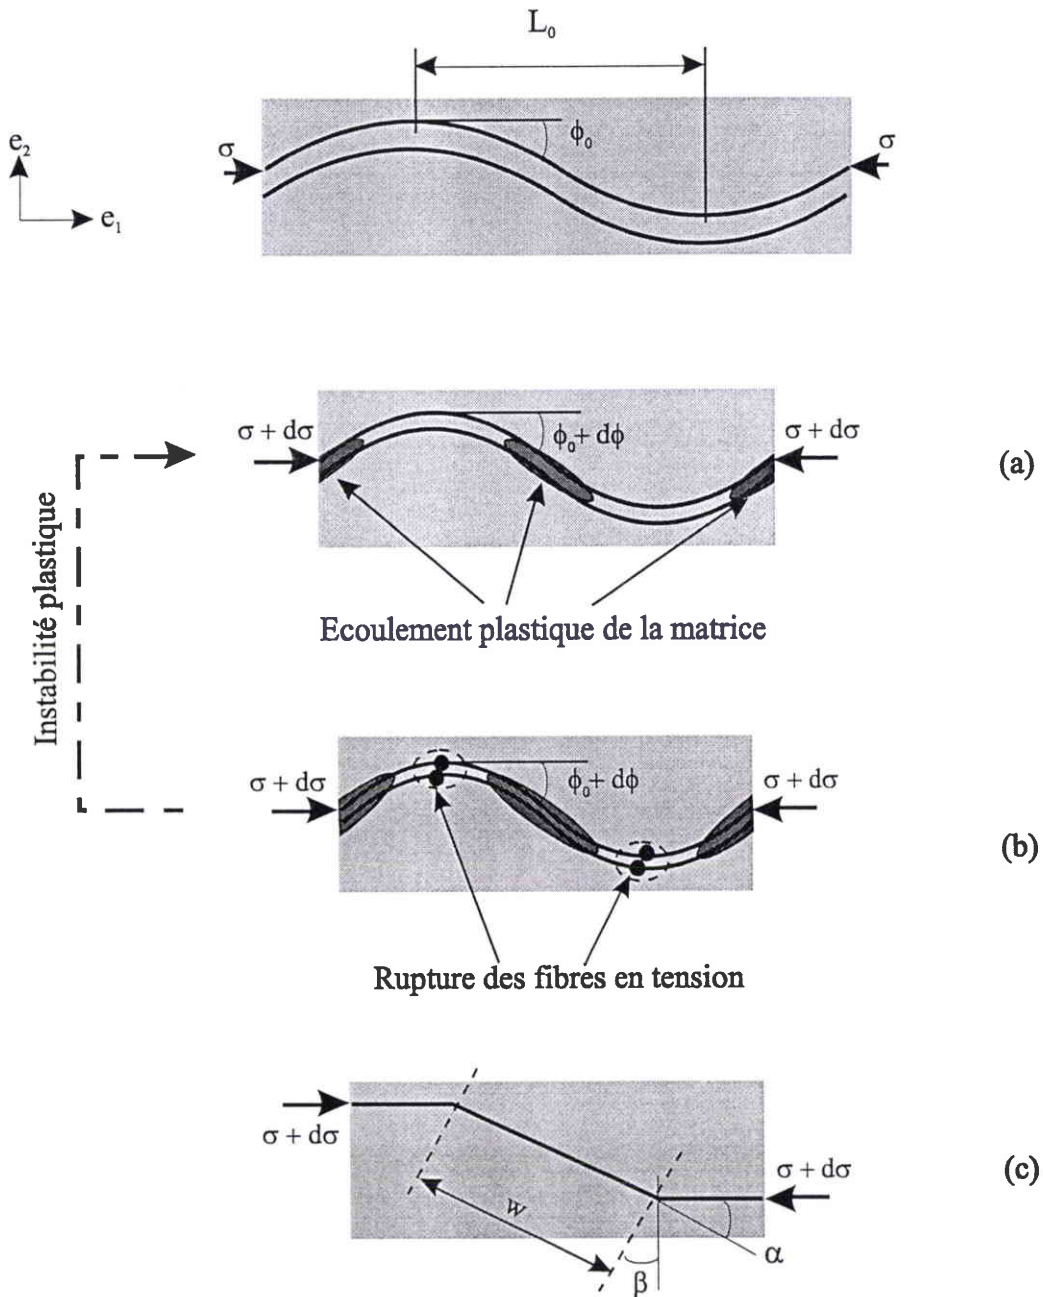 L₀
ϕ₀
e₂
e₁
σ
σ
σ + dσ
ϕ₀ + dϕ
σ + dσ
(a)
Ecoulement plastique de la matrice
Instabilité plastique
σ + dσ
ϕ₀ + dϕ
σ + dσ
(b)
Rupture des fibres en tension
σ + dσ
σ + dσ
(c)
w
α
β